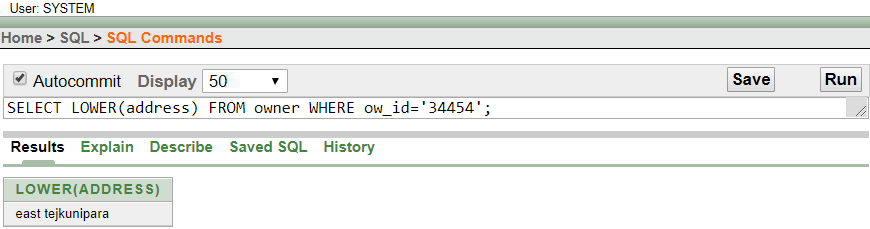 User: SYSTEM
Home > SQL > SQL Commands
Autocommit Display 50 Save Run
SELECT LOWER(address) FROM owner WHERE ow_id='34454';
Results Explain Describe Saved SQL History
LOWER(ADDRESS)
east tejkunipara